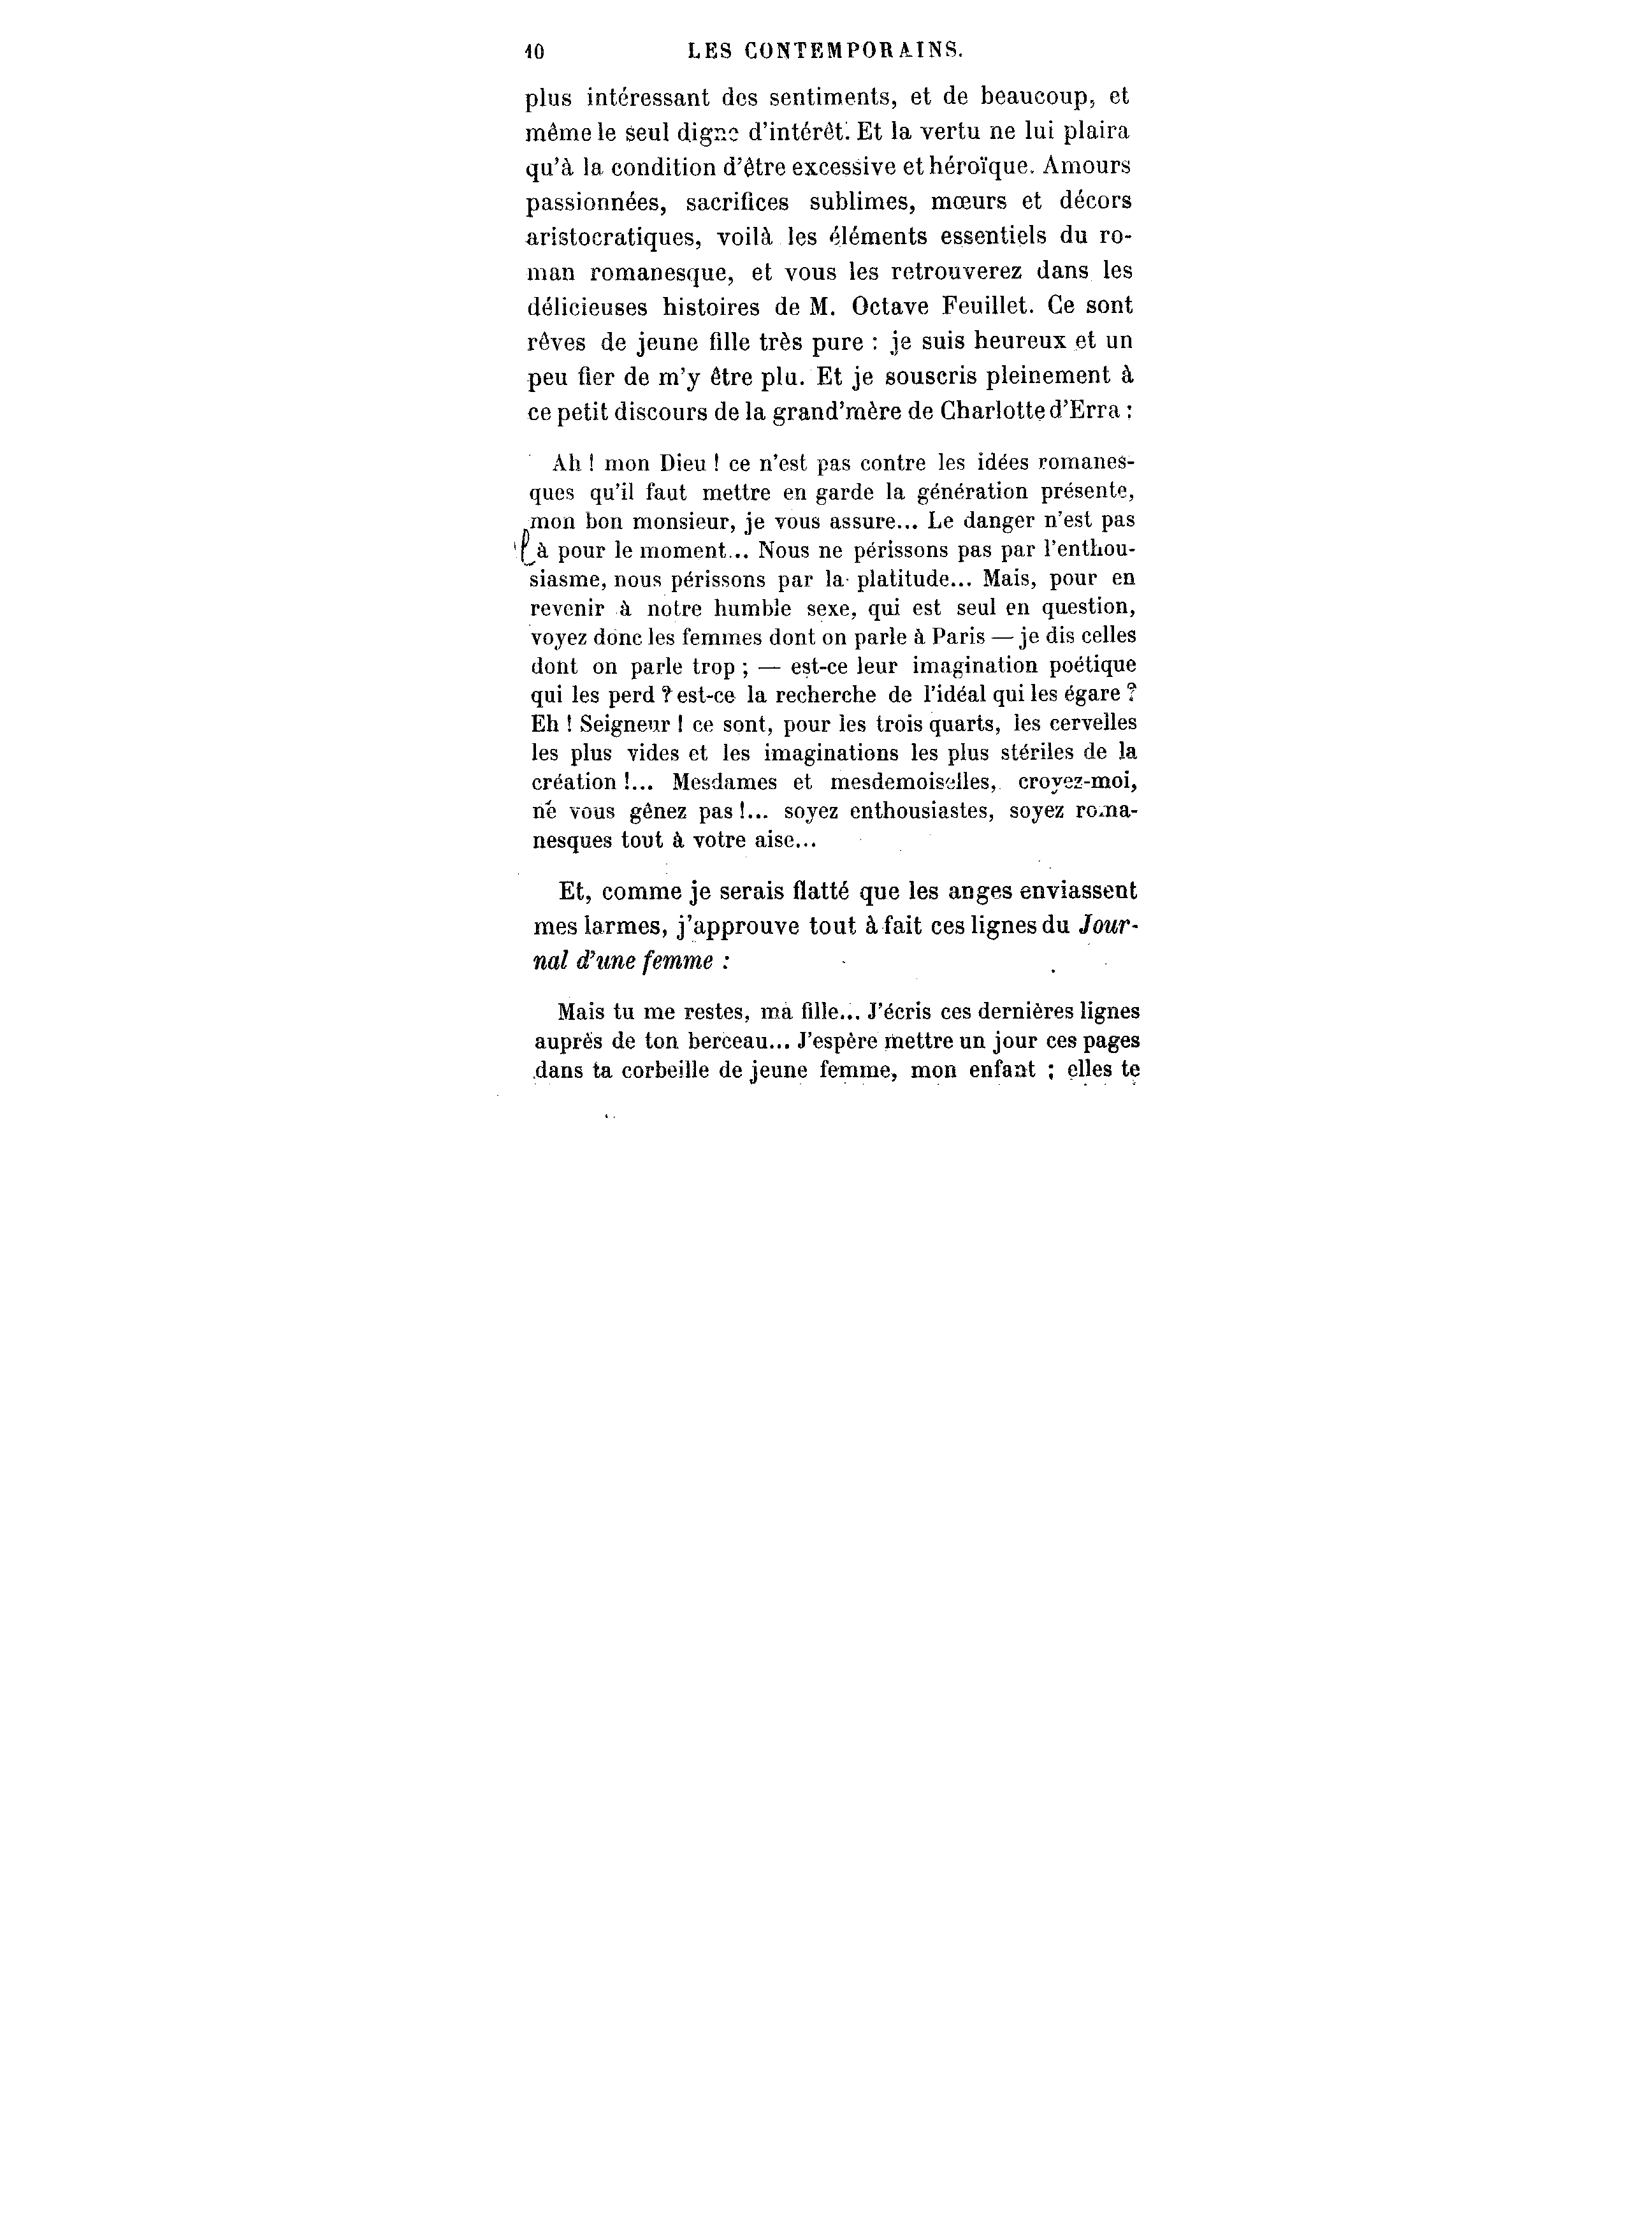 10 LES CONTEMPORAINS.
plus intéressant des sentiments, et de beaucoup, et
même le seul digne d'intérêt. Et la vertu ne lui plaira
qu'à la condition d'être excessive et héroïque. Amours
passionnées, sacrifices sublimes, mœurs et décors
aristocratiques, voilà les éléments essentiels du ro-
man romanesque, et vous les retrouverez dans les
délicieuses histoires de M. Octave Feuillet. Ce sont
rêves de jeune fille très pure : je suis heureux et un
peu fier de m'y être plu. Et je souscris pleinement à
ce petit discours de la grand'mère de Charlotte d'Erra :
Ah ! mon Dieu ! ce n'est pas contre les idées romanes-
ques qu'il faut mettre en garde la génération présente,
mon bon monsieur, je vous assure... Le danger n'est pas
là pour le moment... Nous ne périssons pas par l'enthou-
siasme, nous périssons par la platitude... Mais, pour en
revenir à notre humble sexe, qui est seul en question,
voyez donc les femmes dont on parle à Paris — je dis celles
dont on parle trop ; — est-ce leur imagination poétique
qui les perd ? est-ce la recherche de l'idéal qui les égare ?
Eh ! Seigneur ! ce sont, pour les trois quarts, les cervelles
les plus vides et les imaginations les plus stériles de la
création !... Mesdames et mesdemoiselles, croyez-moi,
ne vous gênez pas !... soyez enthousiastes, soyez roma-
nesques tout à votre aise...
Et, comme je serais flatté que les anges enviassent
mes larmes, j'approuve tout à fait ces lignes du Jour-
nal d'une femme :
Mais tu me restes, ma fille... J'écris ces dernières lignes
auprès de ton berceau... J'espère mettre un jour ces pages
dans ta corbeille de jeune femme, mon enfant ; elles te